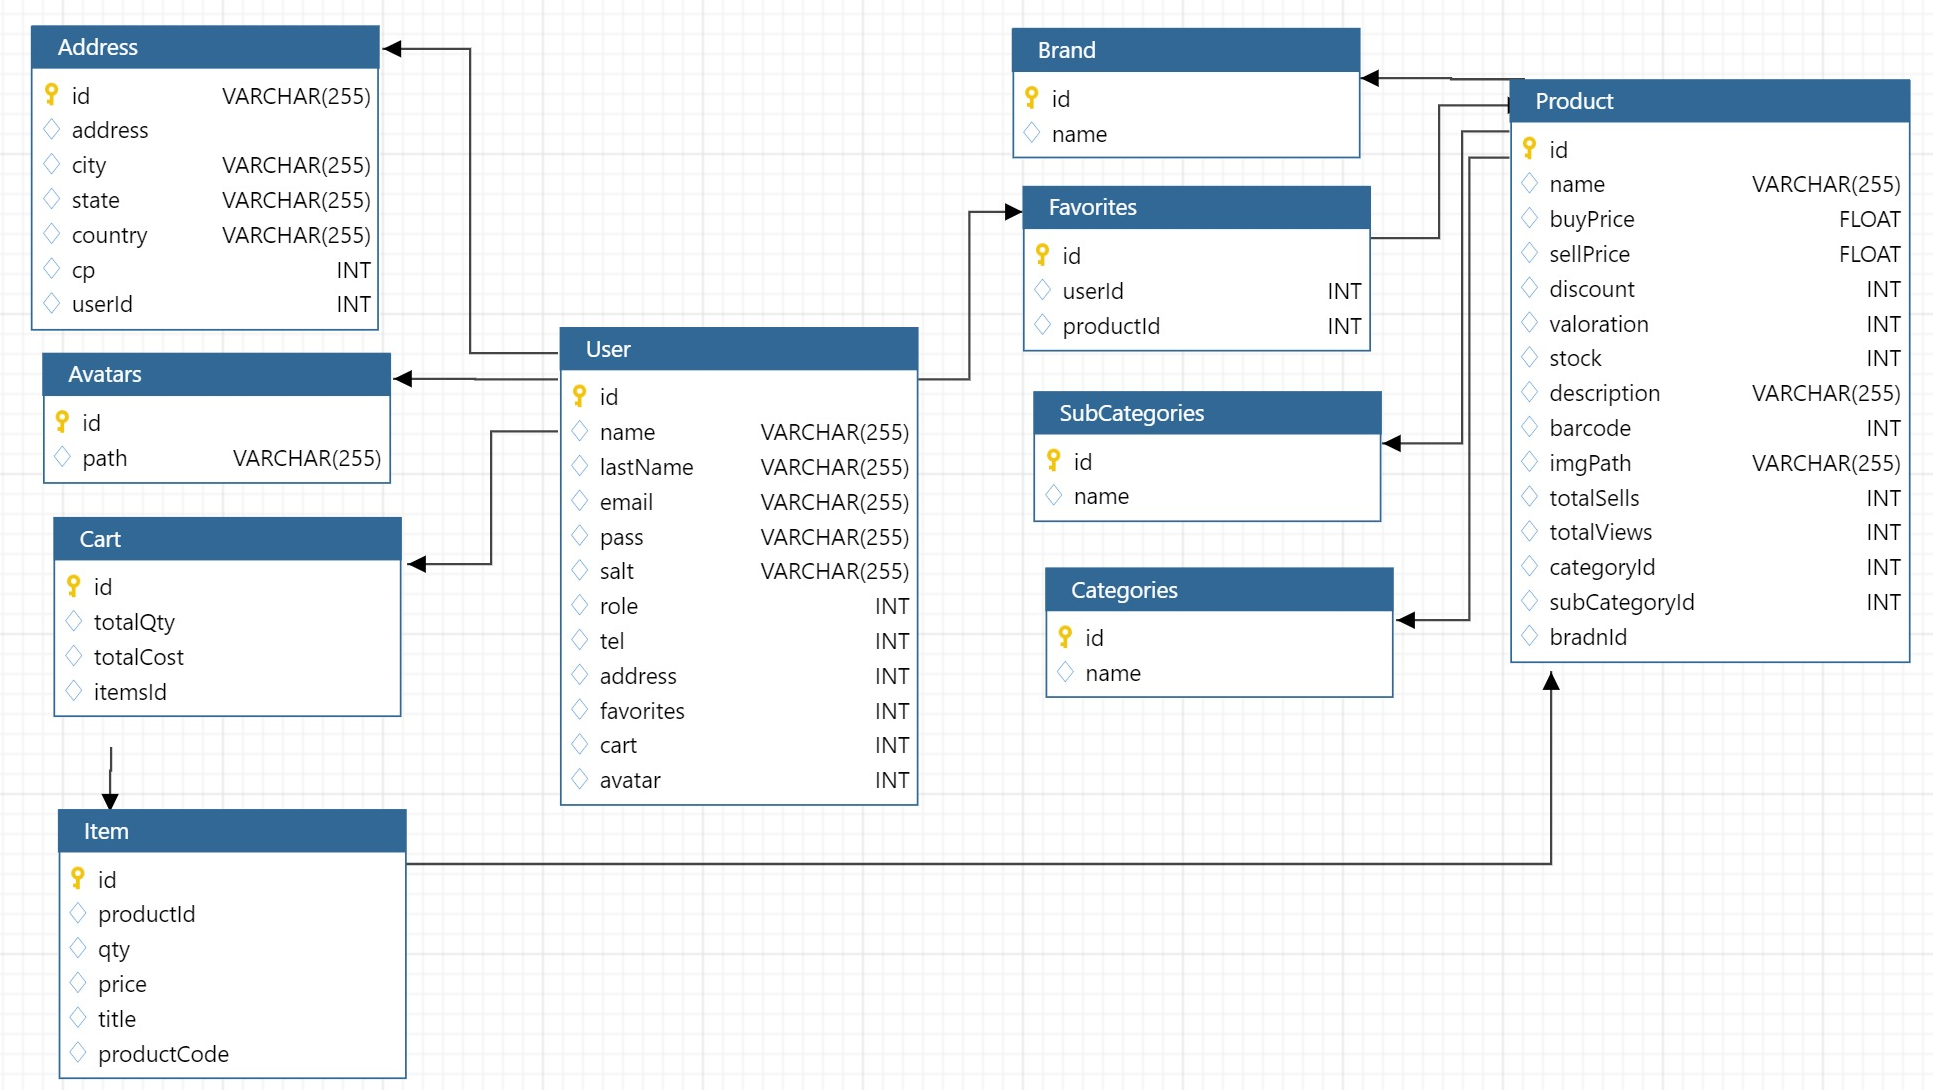 Address
id VARCHAR(255)
address
city VARCHAR(255)
state VARCHAR(255)
country VARCHAR(255)
cp INT
userId INT
Avatars
id
path VARCHAR(255)
Cart
id
totalQty
totalCost
itemsId
Item
id
productId
qty
price
title
productCode
User
id
name VARCHAR(255)
lastName VARCHAR(255)
email VARCHAR(255)
pass VARCHAR(255)
salt VARCHAR(255)
role INT
tel INT
address INT
favorites INT
cart INT
avatar INT
Brand
id
name
Favorites
id
userId INT
productId INT
SubCategories
id
name
Categories
id
name
Product
id
name VARCHAR(255)
buyPrice FLOAT
sellPrice FLOAT
discount INT
valoration INT
stock INT
description VARCHAR(255)
barcode INT
imgPath VARCHAR(255)
totalSells INT
totalViews INT
categoryId INT
subCategoryId INT
bradnId